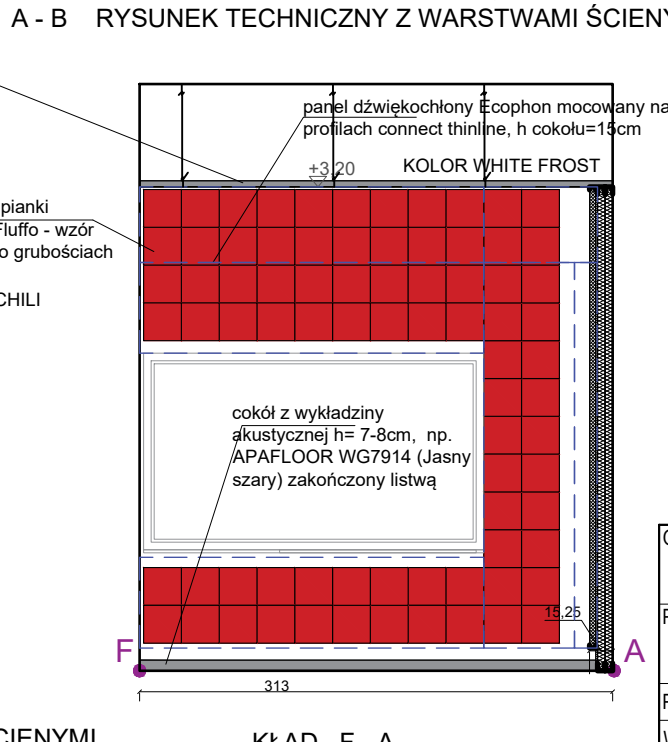 A - B RYSUNEK TECHNICZNY Z WARSTWAMI ŚCIENY
panel dźwiękochłony Ecophon mocowany na
profilach connect thinline, h cokołu=15cm
+3,20
KOLOR WHITE FROST
pianki
Fluffo - wzór
o grubościach
CHILI
cokół z wykładziny
akustycznej h= 7-8cm, np.
APAFLOOR WG7914 (Jasny
szary) zakończony listwą
15,25
F
A
313
KŁAD F - A